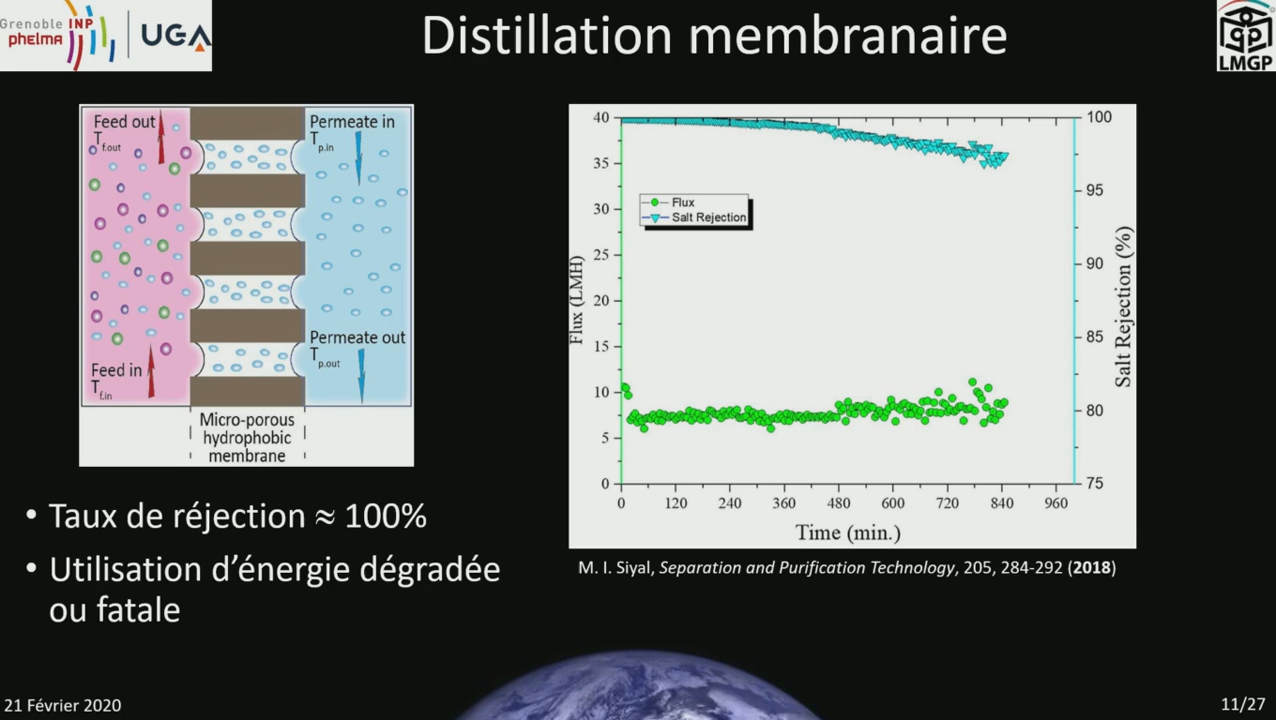 Grenoble INP
phelma
UGA
Distillation membranaire
LMGP
Feed out
Tf.out
Permeate in
Tp.in
Permeate out
Tp.out
Feed in
Tf.in
Micro-porous
hydrophobic
membrane
40
35
30
25
20
15
10
5
0
Flux (LMH)
Flux
Salt Rejection
100
95
90
85
80
75
Salt Rejection (%)
0 120 240 360 480 600 720 840 960
Time (min.)
• Taux de réjection ≈ 100%
• Utilisation d'énergie dégradée
ou fatale
M. I. Siyal, Separation and Purification Technology, 205, 284-292 (2018)
21 Février 2020
11/27